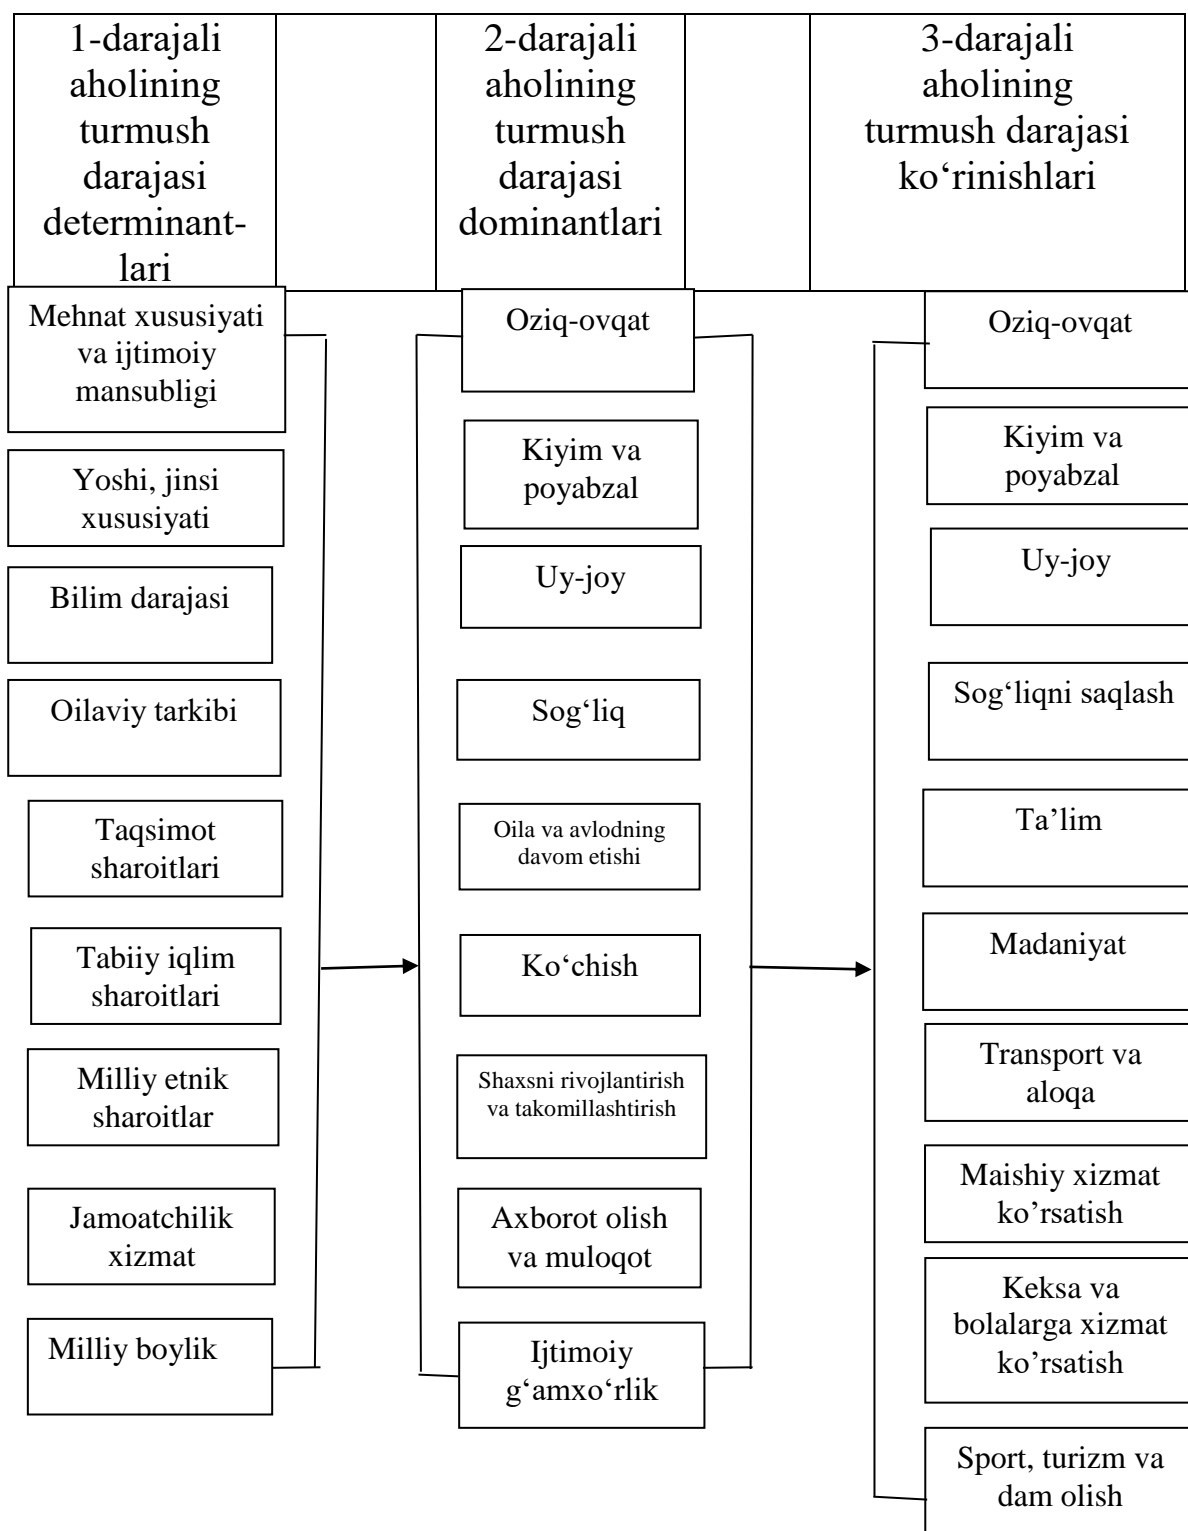 1-darajali
aholining
turmush
darajasi
determinant-
lari
2-darajali
aholining
turmush
darajasi
dominantlari
3-darajali
aholining
turmush darajasi
ko‘rinishlari
Mehnat xususiyati
va ijtimoiy
mansubligi
Yoshi, jinsi
xususiyati
Bilim darajasi
Oilaviy tarkibi
Taqsimot
sharoitlari
Tabiiy iqlim
sharoitlari
Milliy etnik
sharoitlar
Jamoatchilik
xizmat
Milliy boylik
Oziq-ovqat
Kiyim va
poyabzal
Uy-joy
Sog‘liq
Oila va avlodning
davom etishi
Ko‘chish
Shaxsni rivojlantirish
va takomillashtirish
Axborot olish
va muloqot
Ijtimoiy
g‘amxo‘rlik
Oziq-ovqat
Kiyim va
poyabzal
Uy-joy
Sog‘liqni saqlash
Ta’lim
Madaniyat
Transport va
aloqa
Maishiy xizmat
ko’rsatish
Keksa va
bolalarga xizmat
ko‘rsatish
Sport, turizm va
dam olish